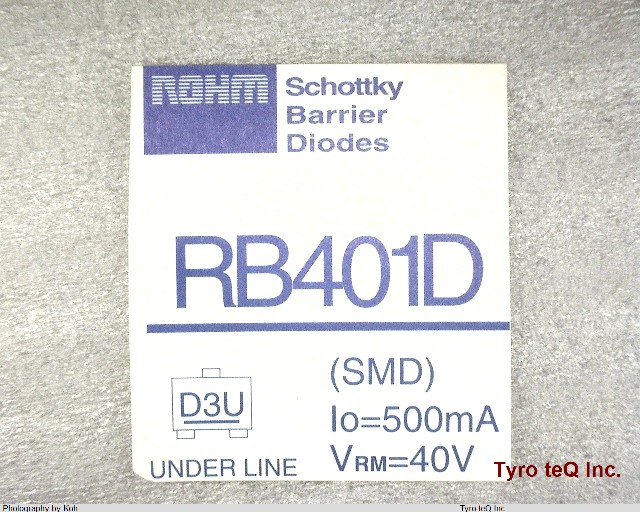 ROHM
Schottky
Barrier
Diodes
RB401D
D3U
UNDER LINE
(SMD)
Io=500mA
VRM=40V
Tyro teQ Inc.
Photography by Koh
Tyro teQ Inc